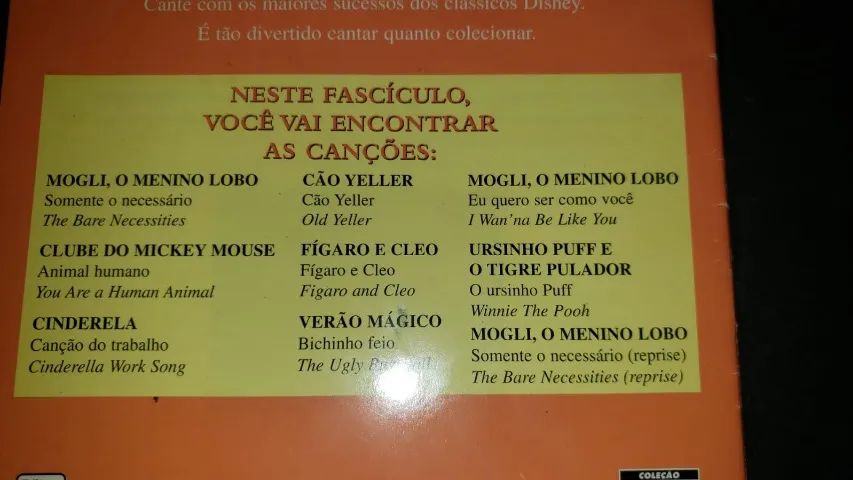 Cante com os maiores sucessos dos clássicos Disney.
É tão divertido cantar quanto colecionar.
NESTE FASCÍCULO,
VOCÊ VAI ENCONTRAR
AS CANÇÕES:
MOGLI, O MENINO LOBO
Somente o necessário
The Bare Necessities
CLUBE DO MICKEY MOUSE
Animal humano
You Are a Human Animal
CINDERELA
Canção do trabalho
Cinderella Work Song
CÃO YELLER
Cão Yeller
Old Yeller
FÍGARO E CLEO
Fígaro e Cleo
Figaro and Cleo
VERÃO MÁGICO
Bichinho feio
The Ugly
MOGLI, O MENINO LOBO
Eu quero ser como você
I Wan'na Be Like You
URSINHO PUFF E
O TIGRE PULADOR
O ursinho Puff
Winnie The Pooh
MOGLI, O MENINO LOBO
Somente o necessário (reprise)
The Bare Necessities (reprise)
COLEÇÃO